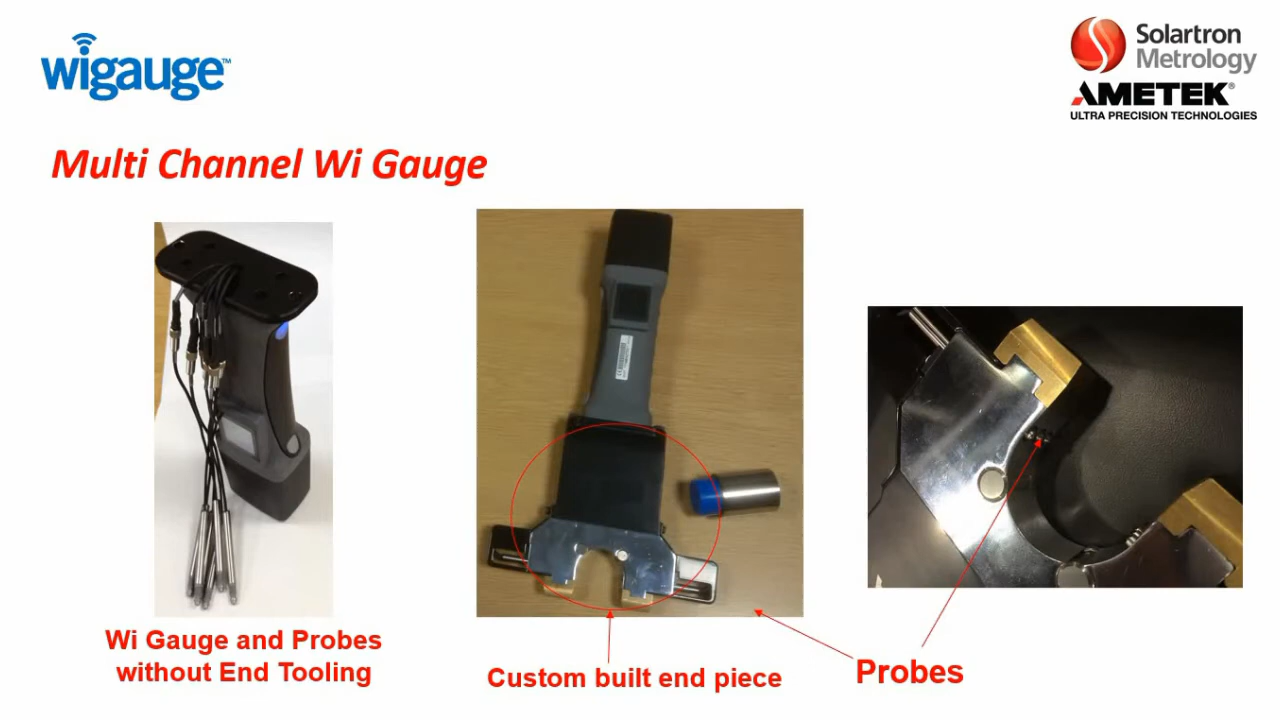 wigauge™
Solartron
Metrology
AMETEK®
ULTRA PRECISION TECHNOLOGIES
Multi Channel Wi Gauge
Wi Gauge and Probes
without End Tooling
Custom built end piece
Probes